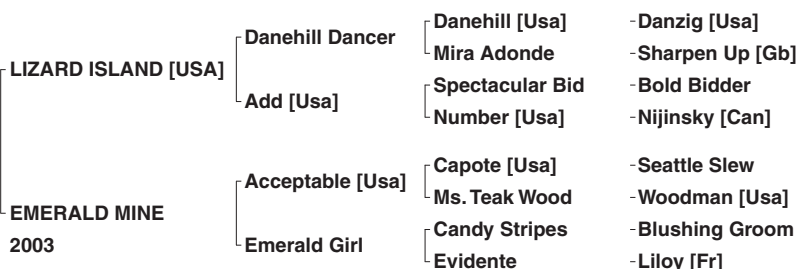 Danehill [Usa] -Danzig [Usa]
Danehill Dancer
Mira Adonde -Sharpen Up [Gb]
LIZARD ISLAND [USA]
Spectacular Bid -Bold Bidder
Add [Usa]
Number [Usa] -Nijinsky [Can]
Capote [Usa] -Seattle Slew
Acceptable [Usa]
Ms. Teak Wood -Woodman [Usa]
EMERALD MINE
Candy Stripes -Blushing Groom
2003
Emerald Girl
Evidente -Liloy [Fr]